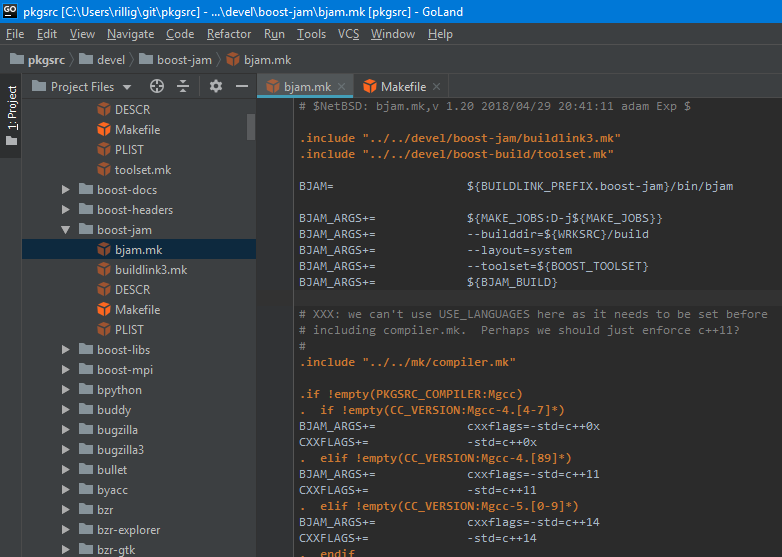 GO pkgsrc [C:\Users\rillig\git\pkgsrc] - ...\devel\boost-jam\bjam.mk [pkgsrc] - GoLand
File Edit View Navigate Code Refactor Run Tools VCS Window Help
pkgsrc devel boost-jam bjam.mk
1: Project
Project Files
DESCR
Makefile
PLIST
toolset.mk
boost-docs
boost-headers
boost-jam
bjam.mk
buildlink3.mk
DESCR
Makefile
PLIST
boost-libs
boost-mpi
bpython
buddy
bugzilla
bugzilla3
bullet
byacc
bzr
bzr-explorer
bzr-gtk
bjam.mk Makefile
# $NetBSD: bjam.mk,v 1.20 2018/04/29 20:41:11 adam Exp $
.include "../../devel/boost-jam/buildlink3.mk"
.include "../../devel/boost-build/toolset.mk"
BJAM= ${BUILDLINK_PREFIX.boost-jam}/bin/bjam
BJAM_ARGS+= ${MAKE_JOBS:D-j${MAKE_JOBS}}
BJAM_ARGS+= --builddir=${WRKSRC}/build
BJAM_ARGS+= --layout=system
BJAM_ARGS+= --toolset=${BOOST_TOOLSET}
BJAM_ARGS+= ${BJAM_BUILD}
# XXX: we can't use USE_LANGUAGES here as it needs to be set before
# including compiler.mk.  Perhaps we should just enforce c++11?
#
.include "../../mk/compiler.mk"
.if !empty(PKGSRC_COMPILER:Mgcc)
.  if !empty(CC_VERSION:Mgcc-4.[4-7]*)
BJAM_ARGS+= cxxflags=-std=c++0x
CXXFLAGS+= -std=c++0x
.  elif !empty(CC_VERSION:Mgcc-4.[89]*)
BJAM_ARGS+= cxxflags=-std=c++11
CXXFLAGS+= -std=c++11
.  elif !empty(CC_VERSION:Mgcc-5.[0-9]*)
BJAM_ARGS+= cxxflags=-std=c++14
CXXFLAGS+= -std=c++14
.  endif